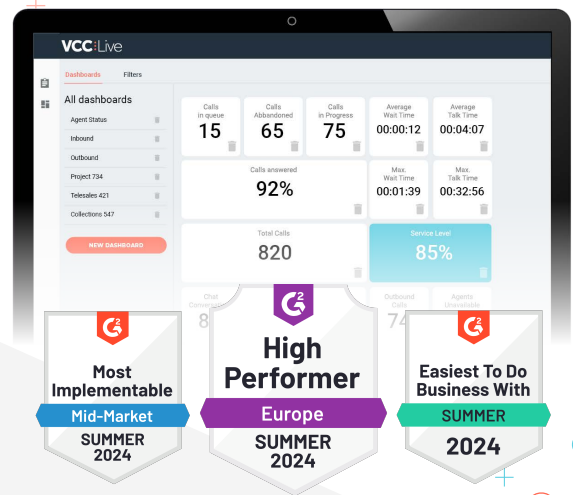 VCC Live
Dashboards Filters
All dashboards
Agent Status
Inbound
Outbound
Project 734
Telesales 421
Collections 547
NEW DASHBOARD
Calls
in queue
15
Calls
Abbandoned
65
Calls
in Progress
75
Average
Wait Time
00:00:12
Average
Talk Time
00:04:07
Calls answered
92%
Max.
Wait Time
00:01:39
Max.
Talk Time
00:32:56
Total Calls
820
Service Level
85%
Chat
8
Outbound
Calls
74
Agents
Unavailable
G2
Most
Implementable
Mid-Market
SUMMER
2024
G2
High
Performer
Europe
SUMMER
2024
G2
Easiest To Do
Business With
SUMMER
2024